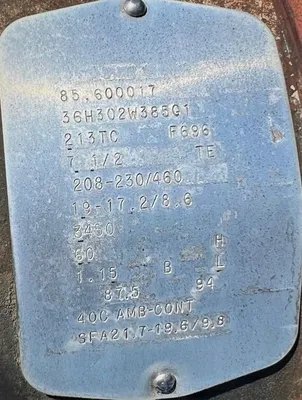 85.600017
36H302W385G1
213TC F696
7 1/2 TE
208-230/460
19-17.2/8.6
3450
60 H
1.15 B L
87.5 94
40C AMB-CONT
SFA21.7-19.6/9.8